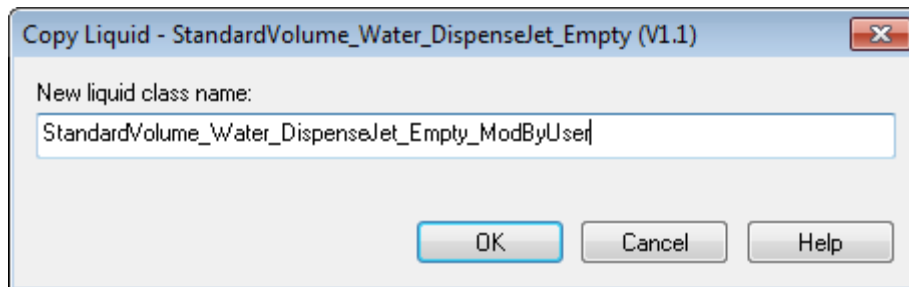 Copy Liquid - StandardVolume_Water_DispenseJet_Empty (V1.1)
New liquid class name:
StandardVolume_Water_DispenseJet_Empty_ModByUser
OK Cancel Help